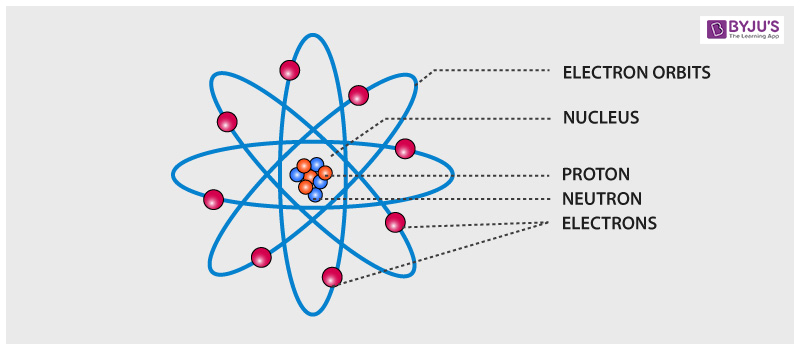 BYJU'S
The Learning App
ELECTRON ORBITS
NUCLEUS
PROTON
NEUTRON
ELECTRONS